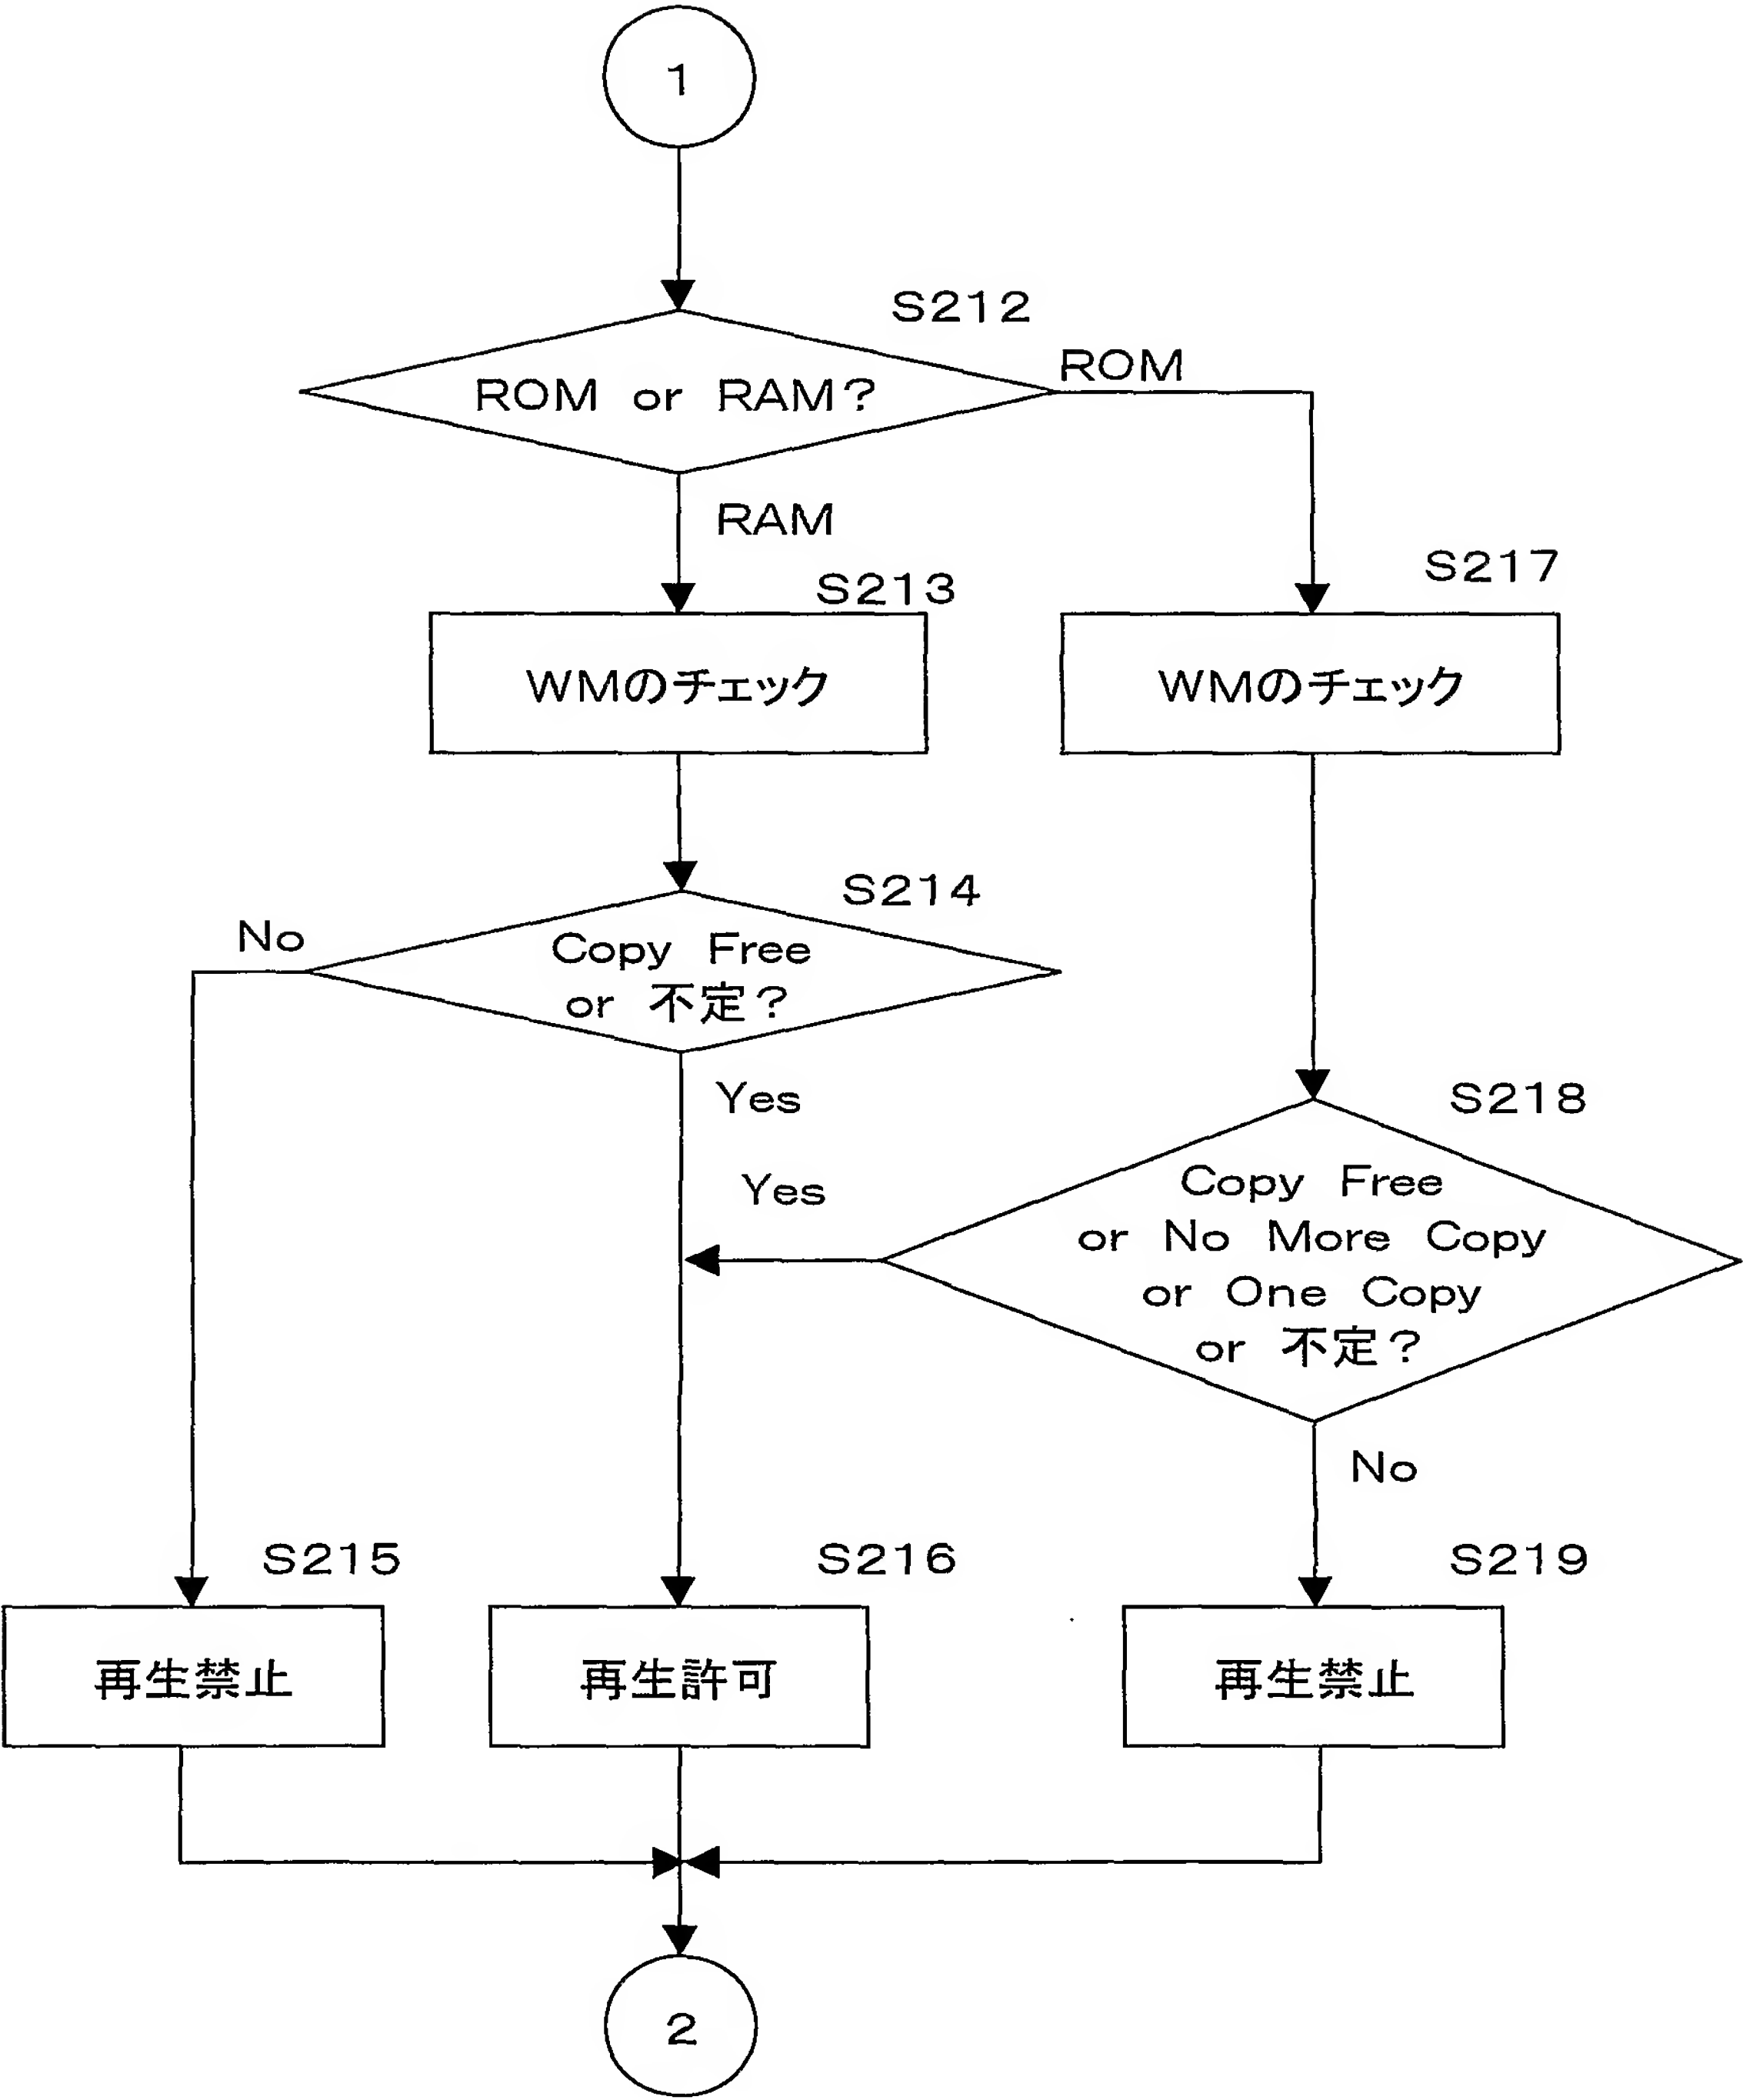 1
S212
ROM or RAM?
ROM
RAM
S213
S217
WMのチェック
WMのチェック
S214
No
Copy Free
or 不定?
Yes
S218
Yes
Copy Free
or No More Copy
or One Copy
or 不定?
No
S215
S216
S219
再生禁止
再生許可
再生禁止
2